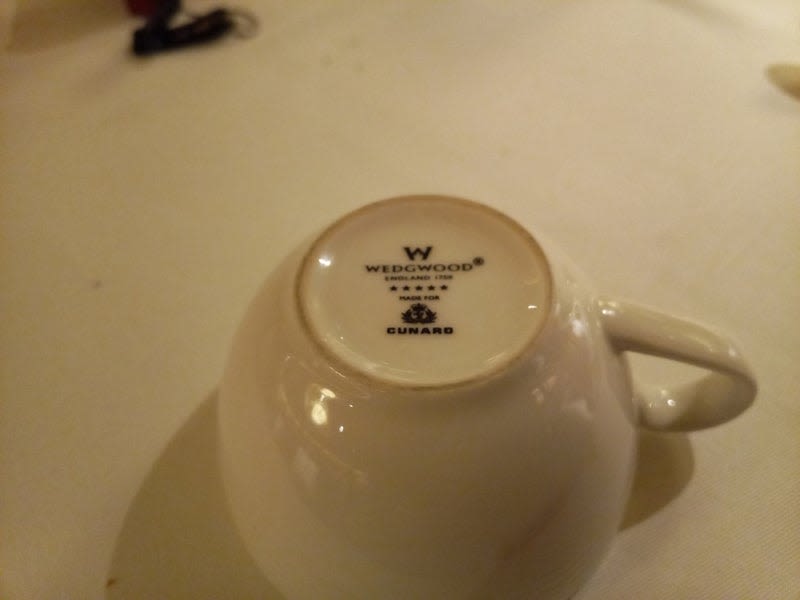 W
WEDGWOOD®
ENGLAND 1759
★★★★★
MADE FOR
CUNARD